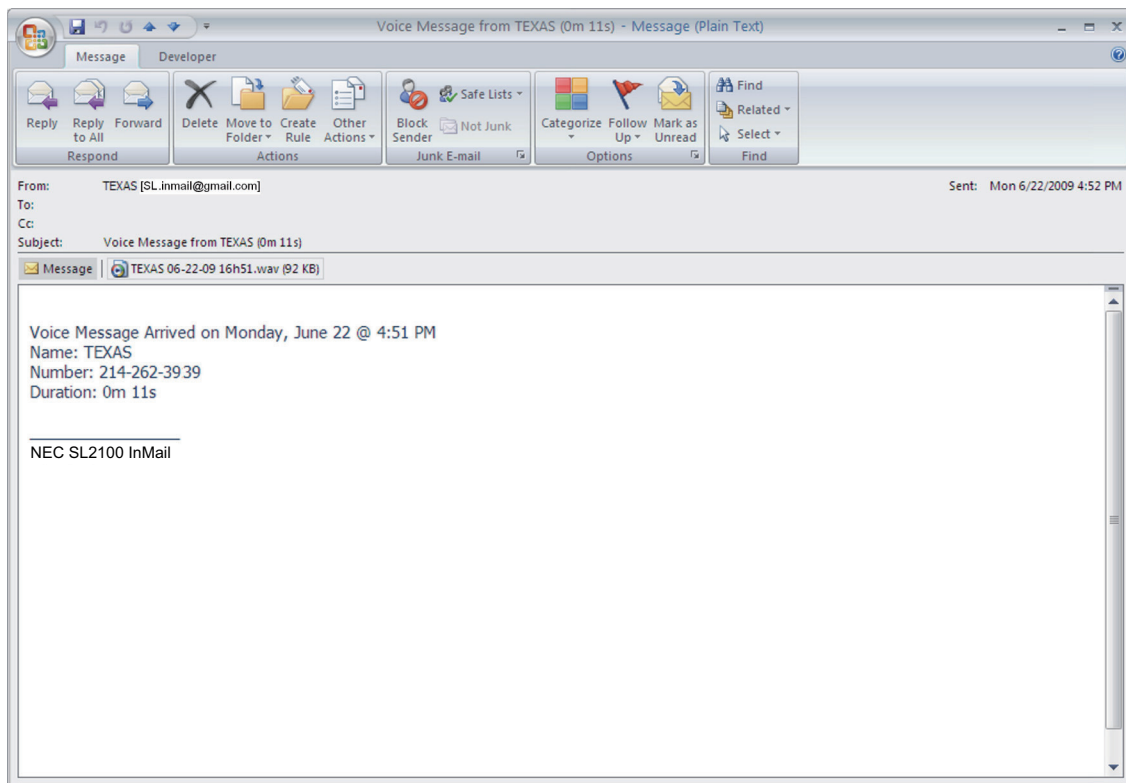 Voice Message from TEXAS (0m 11s) - Message (Plain Text)
Message Developer
Reply
Reply to All
Forward
Respond
Delete
Move to Folder
Create Rule
Other Actions
Actions
Block Sender
Safe Lists
Not Junk
Junk E-mail
Categorize
Follow Up
Mark as Unread
Options
Find
Related
Select
Find
From: TEXAS [SL.inmail@gmail.com] Sent: Mon 6/22/2009 4:52 PM
To:
Cc:
Subject: Voice Message from TEXAS (0m 11s)
Message TEXAS 06-22-09 16h51.wav (92 KB)
Voice Message Arrived on Monday, June 22 @ 4:51 PM
Name: TEXAS
Number: 214-262-3939
Duration: 0m 11s
NEC SL2100 InMail